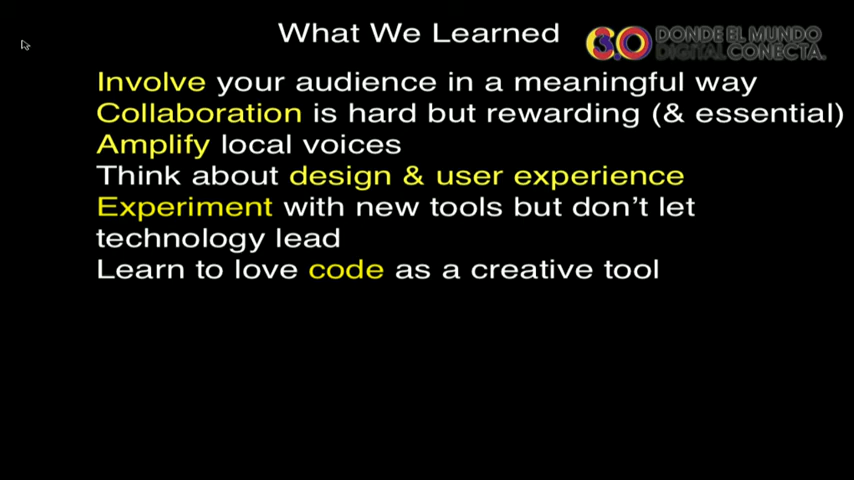 What We Learned
3.0 DONDE EL MUNDO
DIGITAL CONECTA.
Involve your audience in a meaningful way
Collaboration is hard but rewarding (& essential)
Amplify local voices
Think about design & user experience
Experiment with new tools but don't let
technology lead
Learn to love code as a creative tool